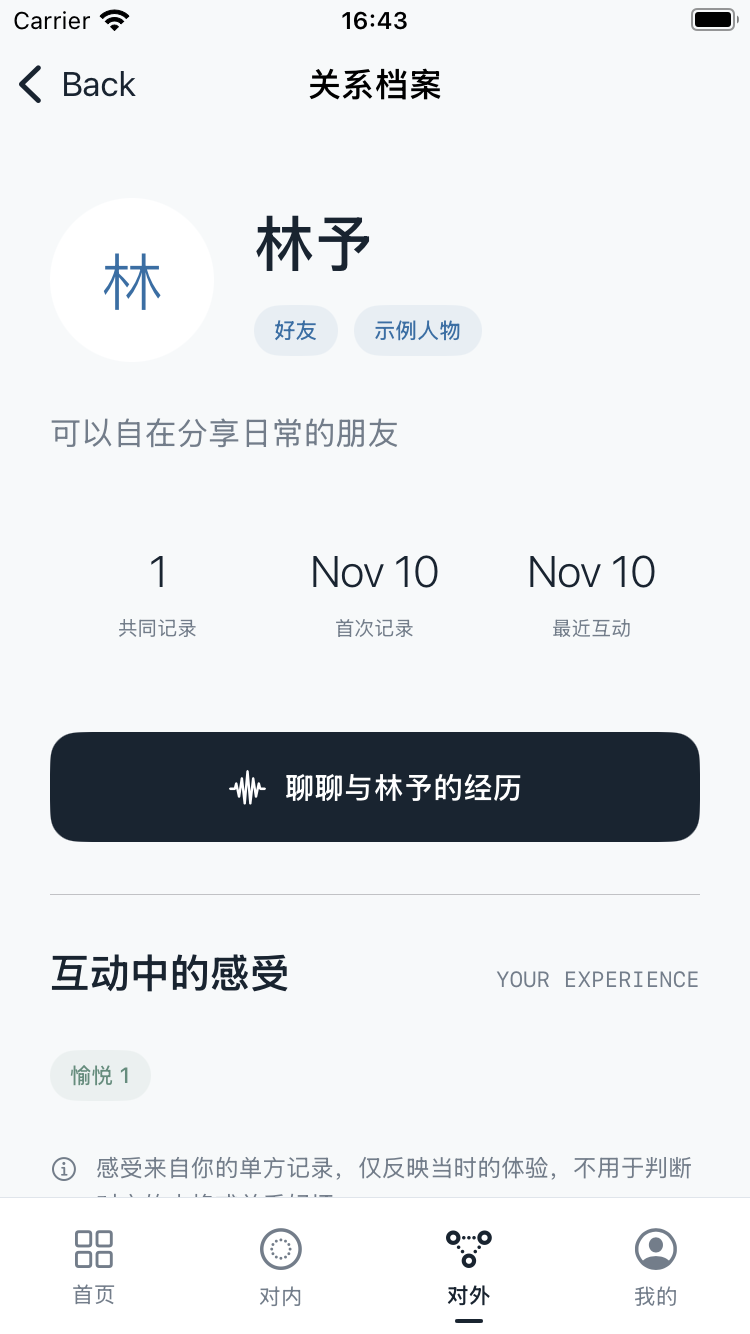 Carrier 16:43
Back 关系档案
林
林予
好友 示例人物
可以自在分享日常的朋友
1 Nov 10 Nov 10
共同记录 首次记录 最近互动
聊聊与林予的经历
互动中的感受 YOUR EXPERIENCE
愉悦 1
感受来自你的单方记录，仅反映当时的体验，不用于判断
首页 对内 对外 我的